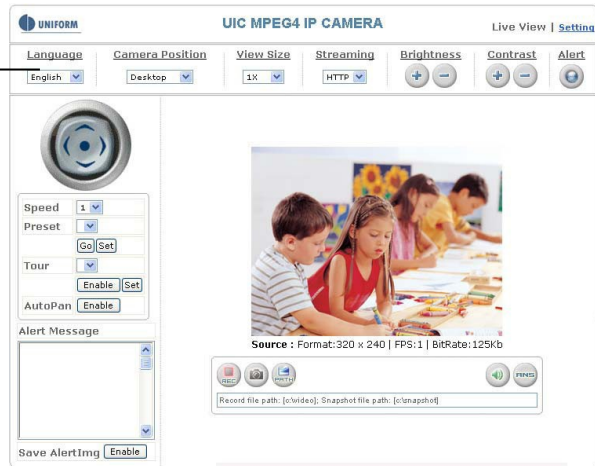 UNIFORM
UIC MPEG4 IP CAMERA
Live View | Setting
Language Camera Position View Size Streaming Brightness Contrast Alert
English Desktop 1X HTTP
Speed 1
Preset
Go Set
Tour
Enable Set
AutoPan Enable
Alert Message
Source : Format:320 x 240 | FPS:1 | BitRate:125Kb
REC PATH ANS
Record file path: [c:\video]; Snapshot file path: [c:\snapshot]
Save AlertImg Enable